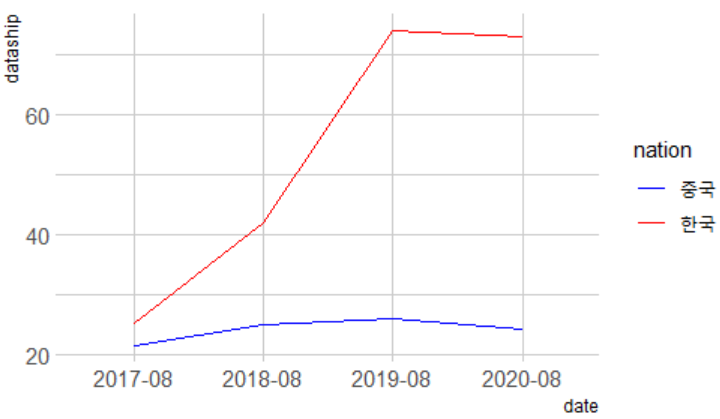 dataship
60
40
20
2017-08 2018-08 2019-08 2020-08
date
nation
중국
한국